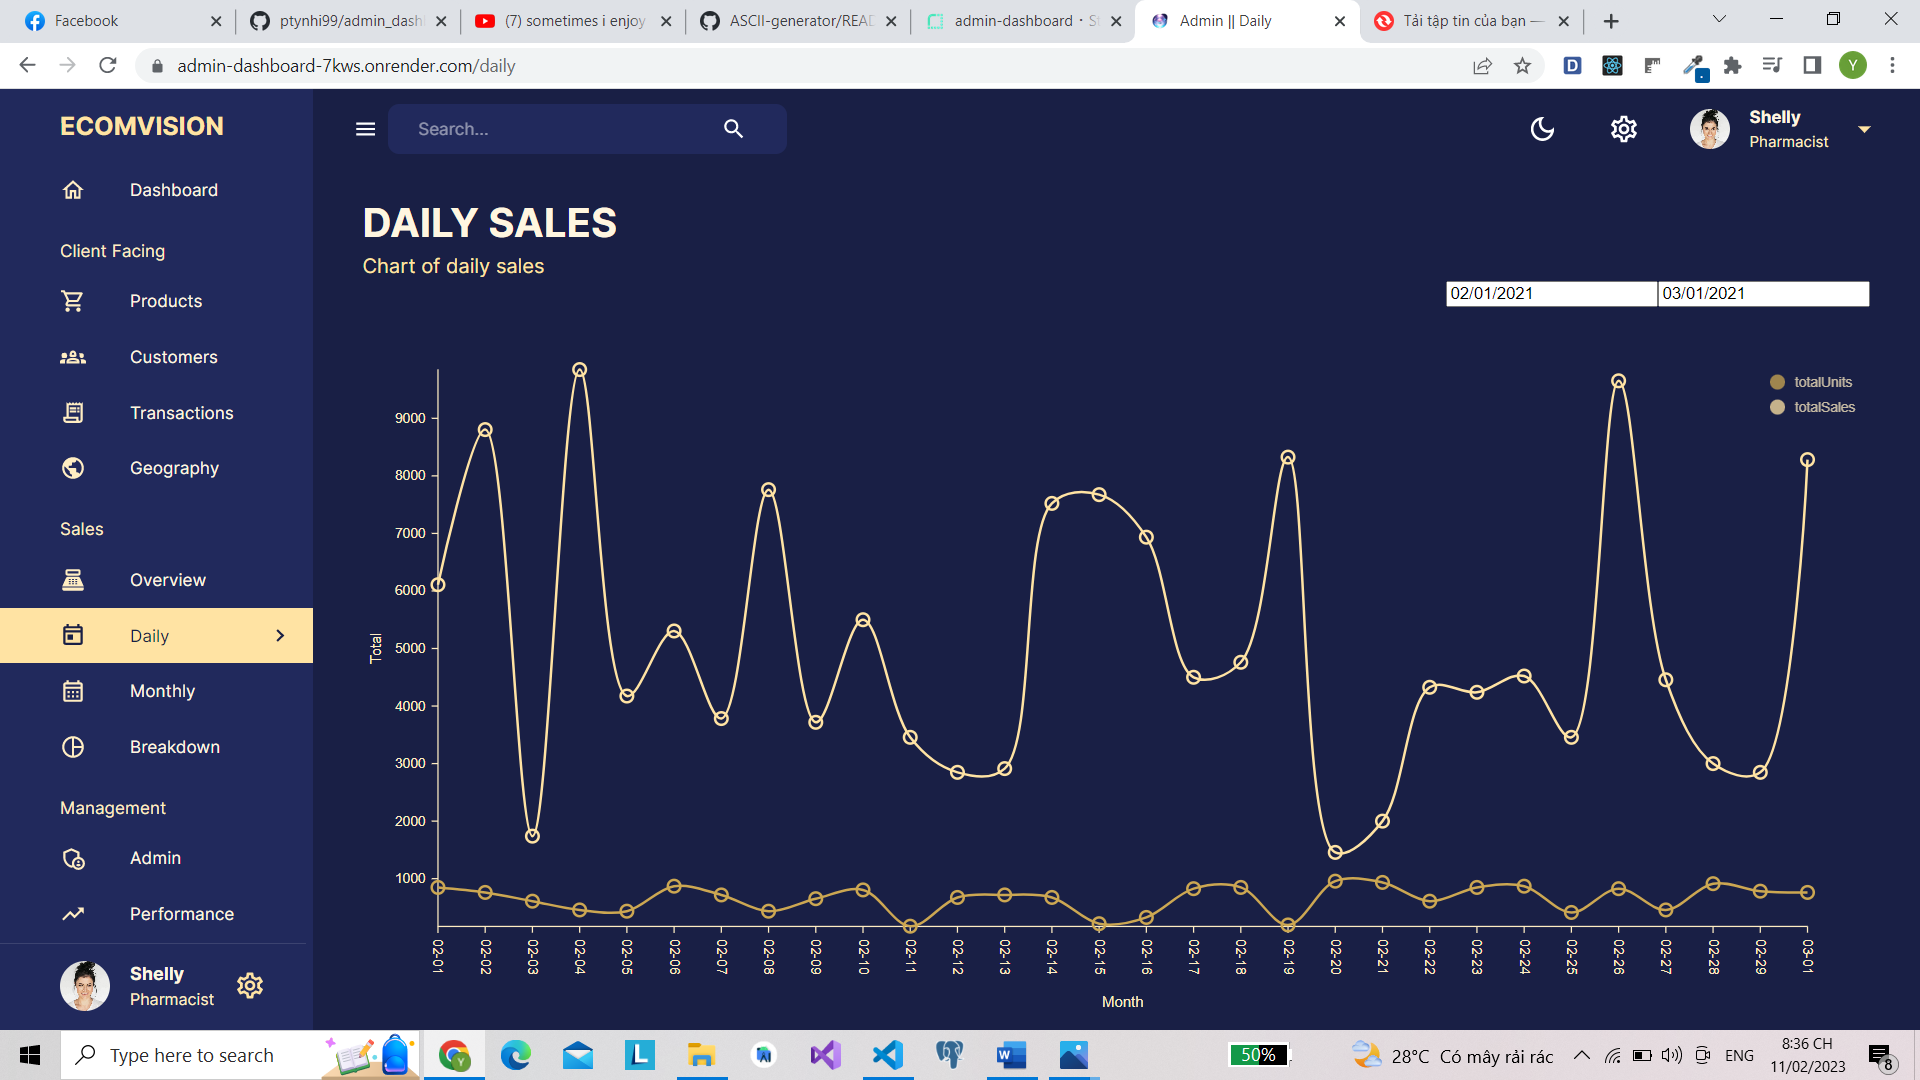 Facebook
ptynhi99/admin_dash
(7) sometimes i enjoy
ASCII-generator/READ
admin-dashboard · St
Admin || Daily
Tải tập tin của bạn —
admin-dashboard-7kws.onrender.com/daily
Y
ECOMVISION
Search...
Shelly
Pharmacist
Dashboard
Client Facing
Products
Customers
Transactions
Geography
Sales
Overview
Daily
Monthly
Breakdown
Management
Admin
Performance
Shelly
Pharmacist
DAILY SALES
Chart of daily sales
02/01/2021
03/01/2021
totalUnits
totalSales
Total
9000
8000
7000
6000
5000
4000
3000
2000
1000
02-01
02-02
02-03
02-04
02-05
02-06
02-07
02-08
02-09
02-10
02-11
02-12
02-13
02-14
02-15
02-16
02-17
02-18
02-19
02-20
02-21
02-22
02-23
02-24
02-25
02-26
02-27
02-28
02-29
03-01
Month
Type here to search
50%
28°C Có mây rải rác
ENG
8:36 CH
11/02/2023
8